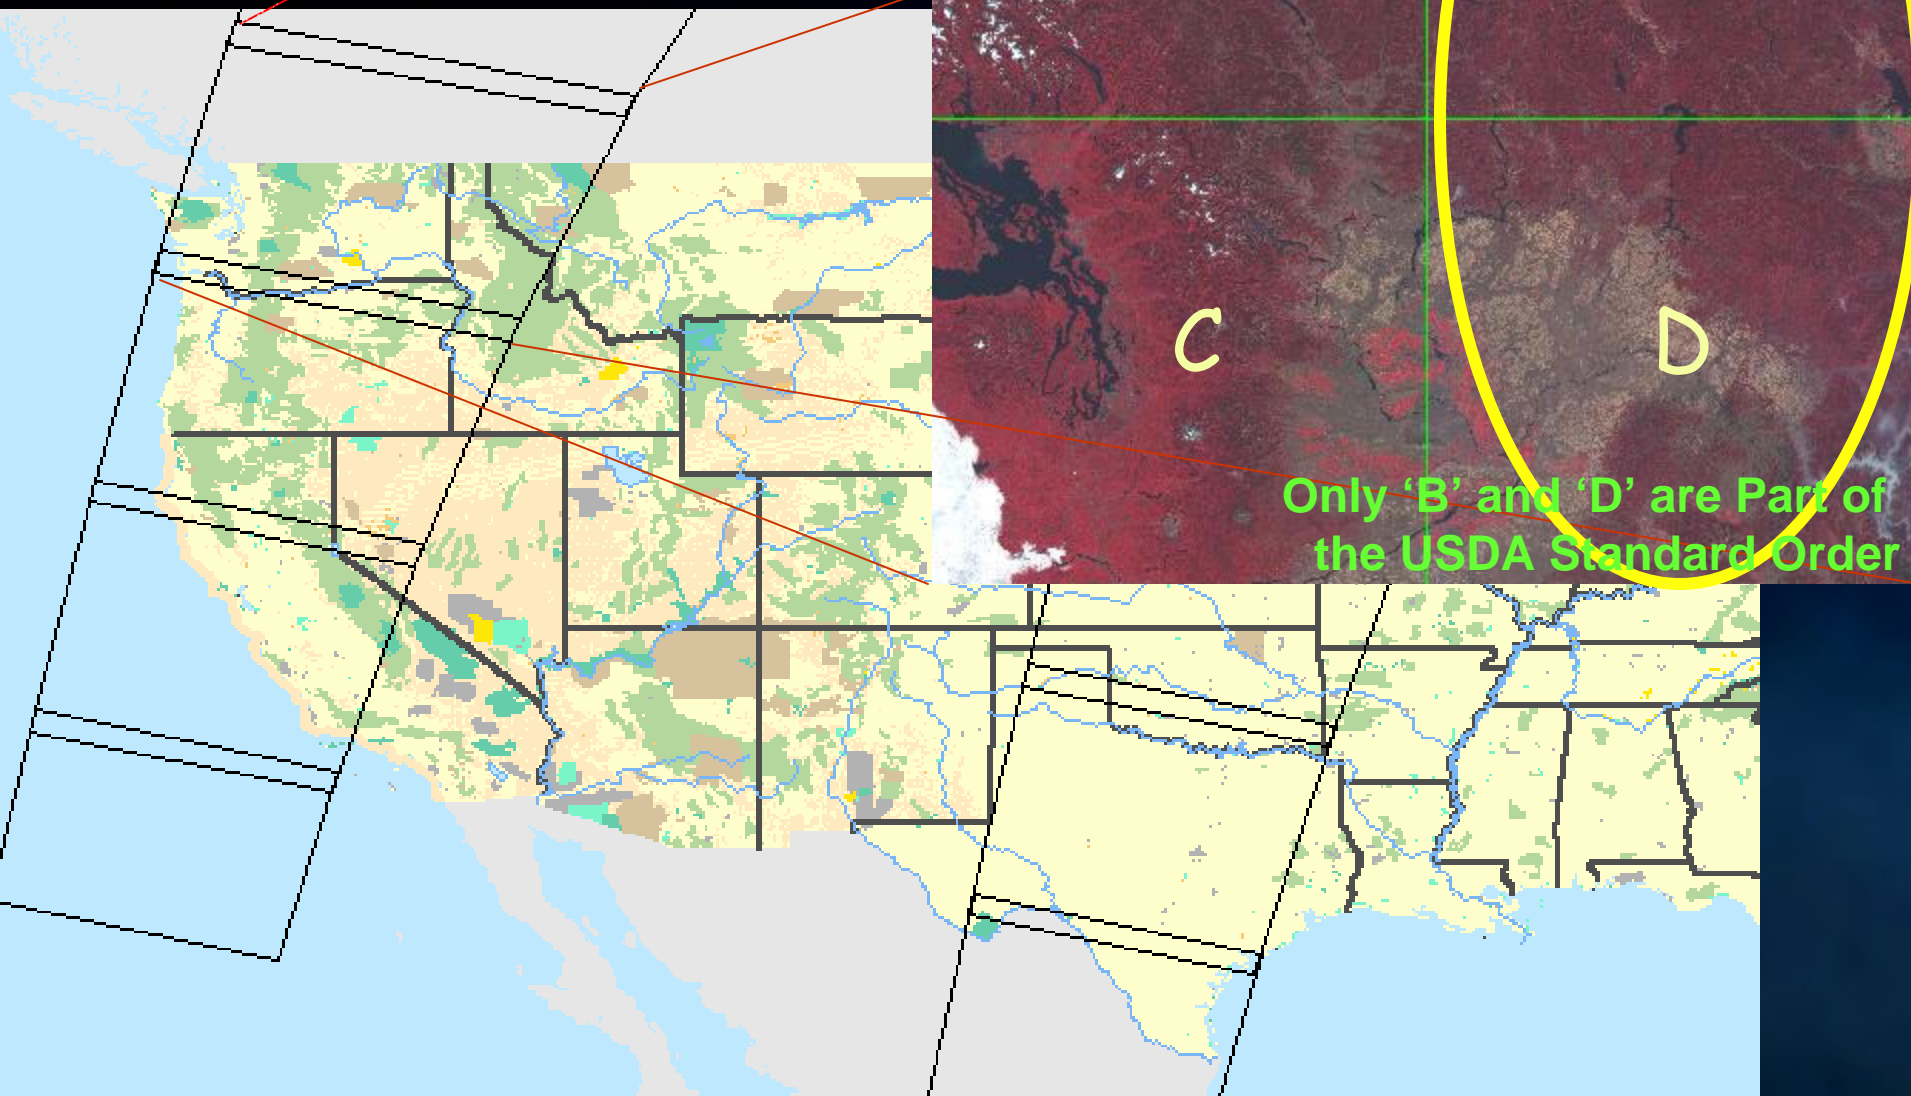 C
D
Only ‘B’ and ‘D’ are Part of
the USDA Standard Order